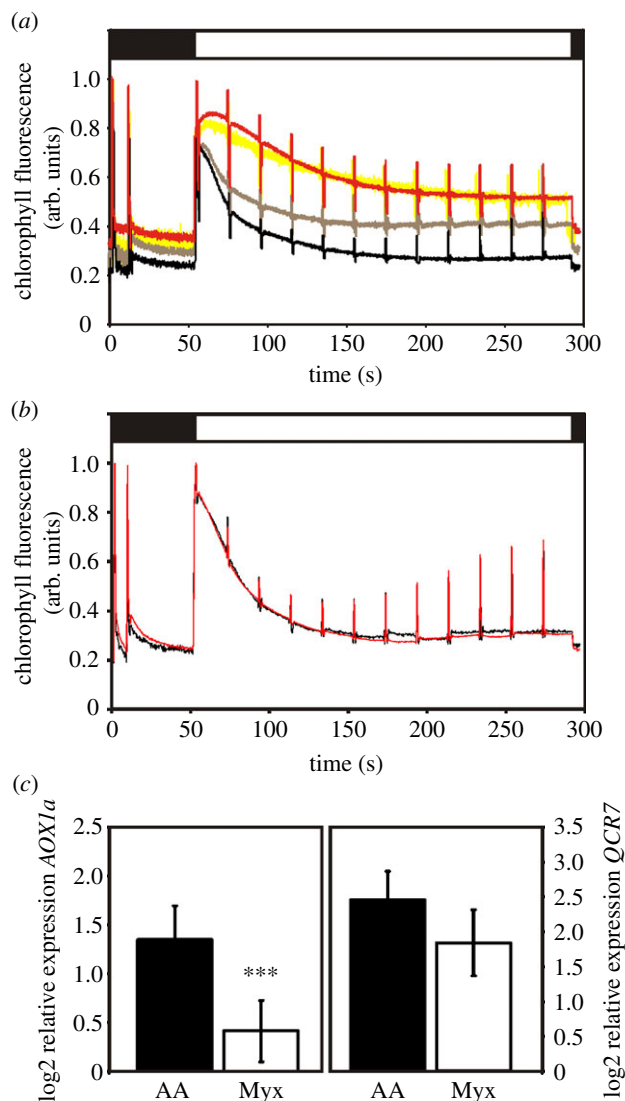 (a)
chlorophyll fluorescence
(arb. units)
1.0
0.8
0.6
0.4
0.2
0
0 50 100 150 200 250 300
time (s)
(b)
chlorophyll fluorescence
(arb. units)
1.0
0.8
0.6
0.4
0.2
0
0 50 100 150 200 250 300
time (s)
(c)
log2 relative expression AOX1a
2.5
2.0
1.5
1.0
0.5
0
***
AA Myx
AA Myx
3.5
3.0
2.5
2.0
1.5
1.0
0.5
0
log2 relative expression QCR7